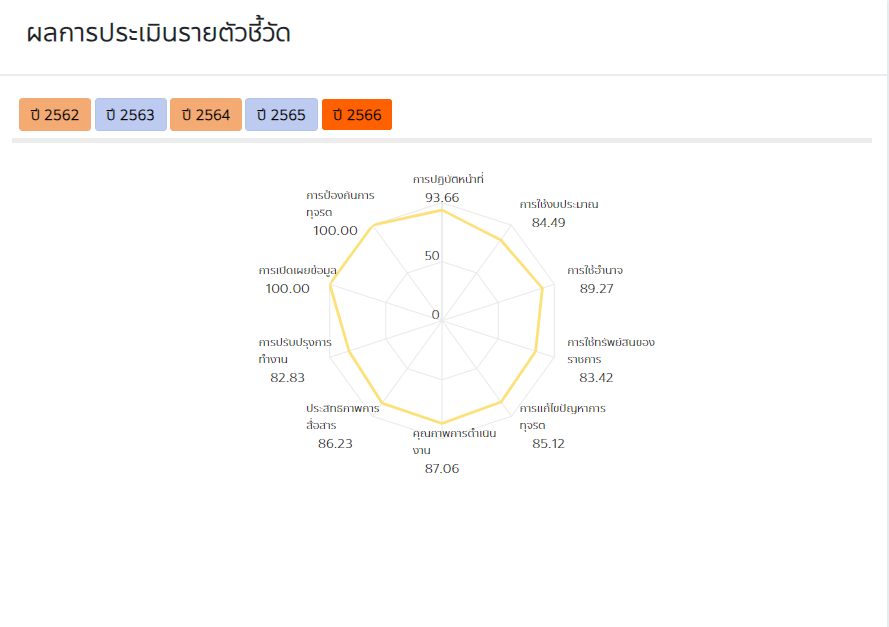 ผลการประเมินรายตัวชี้วัด
ปี 2562
ปี 2563
ปี 2564
ปี 2565
ปี 2566
การปฏิบัติหน้าที่
93.66
การใช้งบประมาณ
84.49
การใช้อำนาจ
89.27
การใช้ทรัพย์สินของ
ราชการ
83.42
การแก้ไขปัญหาการ
ทุจริต
85.12
คุณภาพการดำเนิน
งาน
87.06
ประสิทธิภาพการ
สื่อสาร
86.23
การปรับปรุงการ
ทำงาน
82.83
การเปิดเผยข้อมูล
100.00
การป้องกันการ
ทุจริต
100.00
50
0